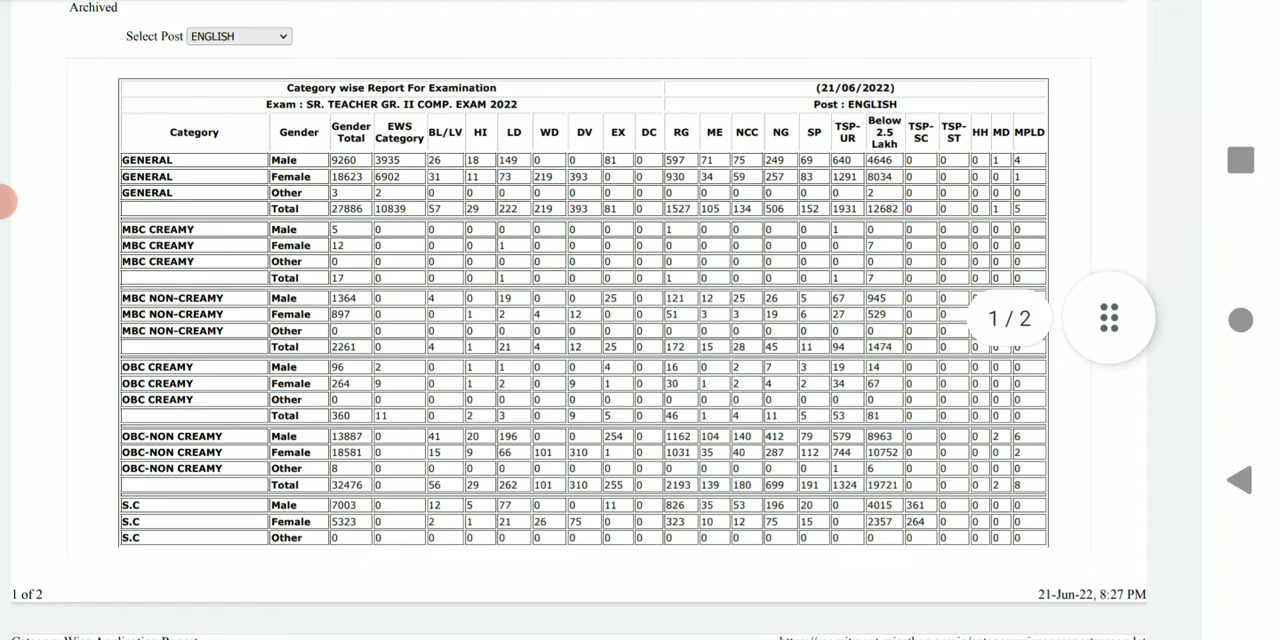 Archived
Select Post ENGLISH
Category wise Report For Examination (21/06/2022)
Exam : SR. TEACHER GR. II COMP. EXAM 2022 Post : ENGLISH
Category Gender Gender Total EWS Category BL/LV HI LD WD DV EX DC RG ME NCC NG SP TSP-UR Below 2.5 Lakh TSP-SC TSP-ST HH MD MPLD
GENERAL Male 9260 3935 26 18 149 0 0 81 0 597 71 75 249 69 640 4646 0 0 0 1 4
GENERAL Female 18623 6902 31 11 73 219 393 0 0 930 34 59 257 83 1291 8034 0 0 0 0 1
GENERAL Other 3 2 0 0 0 0 0 0 0 0 0 0 0 0 0 2 0 0 0 0 0
Total 27886 10839 57 29 222 219 393 81 0 1527 105 134 506 152 1931 12682 0 0 0 1 5
MBC CREAMY Male 5 0 0 0 0 0 0 0 0 1 0 0 0 0 1 0 0 0 0 0 0
MBC CREAMY Female 12 0 0 0 1 0 0 0 0 0 0 0 0 0 0 7 0 0 0 0 0
MBC CREAMY Other 0 0 0 0 0 0 0 0 0 0 0 0 0 0 0 0 0 0 0 0 0
Total 17 0 0 0 1 0 0 0 0 1 0 0 0 0 1 7 0 0 0 0 0
MBC NON-CREAMY Male 1364 0 4 0 19 0 0 25 0 121 12 25 26 5 67 945 0 0
MBC NON-CREAMY Female 897 0 0 1 2 4 12 0 0 51 3 3 19 6 27 529 0 0
MBC NON-CREAMY Other 0 0 0 0 0 0 0 0 0 0 0 0 0 0 0 0 0 0
Total 2261 0 4 1 21 4 12 25 0 172 15 28 45 11 94 1474 0 0 0 0 0
1 / 2
OBC CREAMY Male 96 2 0 1 1 0 0 4 0 16 0 2 7 3 19 14 0 0 0 0 0
OBC CREAMY Female 264 9 0 1 2 0 9 1 0 30 1 2 4 2 34 67 0 0 0 0 0
OBC CREAMY Other 0 0 0 0 0 0 0 0 0 0 0 0 0 0 0 0 0 0 0 0 0
Total 360 11 0 2 3 0 9 5 0 46 1 4 11 5 53 81 0 0 0 0 0
OBC-NON CREAMY Male 13887 0 41 20 196 0 0 254 0 1162 104 140 412 79 579 8963 0 0 0 2 6
OBC-NON CREAMY Female 18581 0 15 9 66 101 310 1 0 1031 35 40 287 112 744 10752 0 0 0 0 2
OBC-NON CREAMY Other 8 0 0 0 0 0 0 0 0 0 0 0 0 0 1 6 0 0 0 0 0
Total 32476 0 56 29 262 101 310 255 0 2193 139 180 699 191 1324 19721 0 0 0 2 8
S.C Male 7003 0 12 5 77 0 0 11 0 826 35 53 196 20 0 4015 361 0 0 0 0
S.C Female 5323 0 2 1 21 26 75 0 0 323 10 12 75 15 0 2357 264 0 0 0 0
S.C Other 0 0 0 0 0 0 0 0 0 0 0 0 0 0 0 0 0 0 0 0 0
1 of 2 21-Jun-22, 8:27 PM